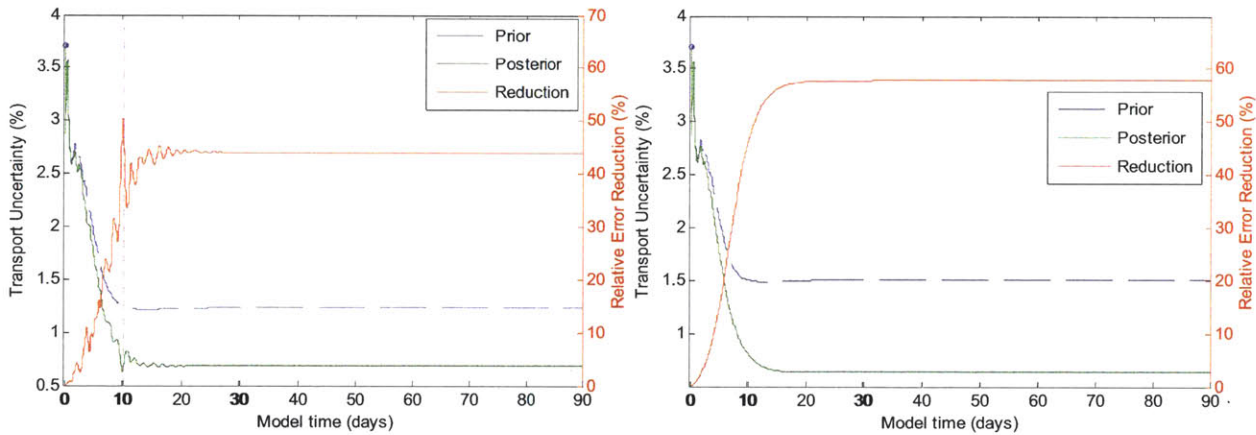 4
3.5
3
2.5
2
1.5
1
0.5
Transport Uncertainty (%)
0 10 20 30 40 50 60 70 80 90
Model time (days)
70
60
50
40
30
20
10
0
Relative Error Reduction (%)
Prior
Posterior
Reduction
4
3.5
3
2.5
2
1.5
1
Transport Uncertainty (%)
0 10 20 30 40 50 60 70 80 90
Model time (days)
60
50
40
30
20
10
0
Relative Error Reduction (%)
Prior
Posterior
Reduction